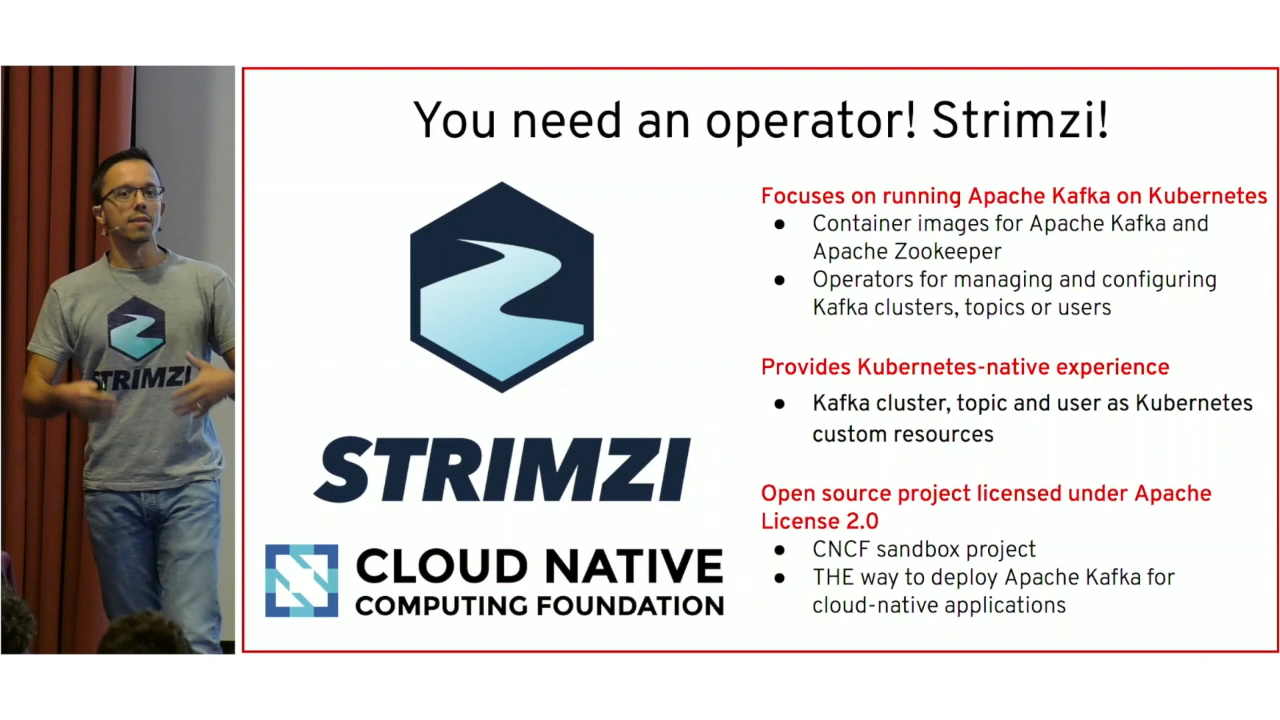 You need an operator! Strimzi!
STRIMZI
STRIMZI
CLOUD NATIVE
COMPUTING FOUNDATION
Focuses on running Apache Kafka on Kubernetes
● Container images for Apache Kafka and
Apache Zookeeper
● Operators for managing and configuring
Kafka clusters, topics or users
Provides Kubernetes-native experience
● Kafka cluster, topic and user as Kubernetes
custom resources
Open source project licensed under Apache
License 2.0
● CNCF sandbox project
● THE way to deploy Apache Kafka for
cloud-native applications